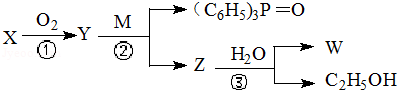 X O₂ ① Y M ② （C₆H₅)₃P＝O
Z H₂O ③ W
C₂H₅OH